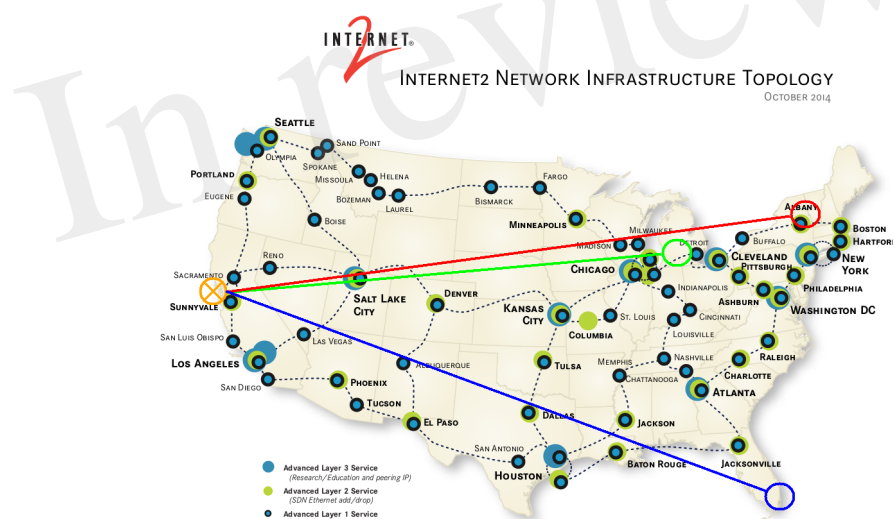 In review
INTERNET®
2
INTERNET2 NETWORK INFRASTRUCTURE TOPOLOGY
OCTOBER 2014
SEATTLE
SAND POINT
OLYMPIA
SPOKANE
PORTLAND
MISSOULA
HELENA
FARGO
EUGENE
BOZEMAN
LAUREL
BISMARCK
ALBANY
BOISE
MINNEAPOLIS
BOSTON
MILWAUKEE
MADISON
DETROIT
BUFFALO
HARTFORD
RENO
CLEVELAND
NEW
YORK
PITTSBURGH
SACRAMENTO
CHICAGO
SALT LAKE
CITY
DENVER
INDIANAPOLIS
PHILADELPHIA
SUNNYVALE
KANSAS
CITY
ASHBURN
WASHINGTON DC
ST. LOUIS
CINCINNATI
COLUMBIA
LOUISVILLE
SAN LUIS OBISPO
LAS VEGAS
LOS ANGELES
ALBUQUERQUE
TULSA
MEMPHIS
NASHVILLE
RALEIGH
SAN DIEGO
PHOENIX
CHATTANOOGA
CHARLOTTE
TUCSON
ATLANTA
EL PASO
DALLAS
JACKSON
SAN ANTONIO
HOUSTON
BATON ROUGE
JACKSONVILLE
ADVANCED LAYER 3 SERVICE
(Research/Education and peering IP)
ADVANCED LAYER 2 SERVICE
(SDN Ethernet add/drop)
ADVANCED LAYER 1 SERVICE